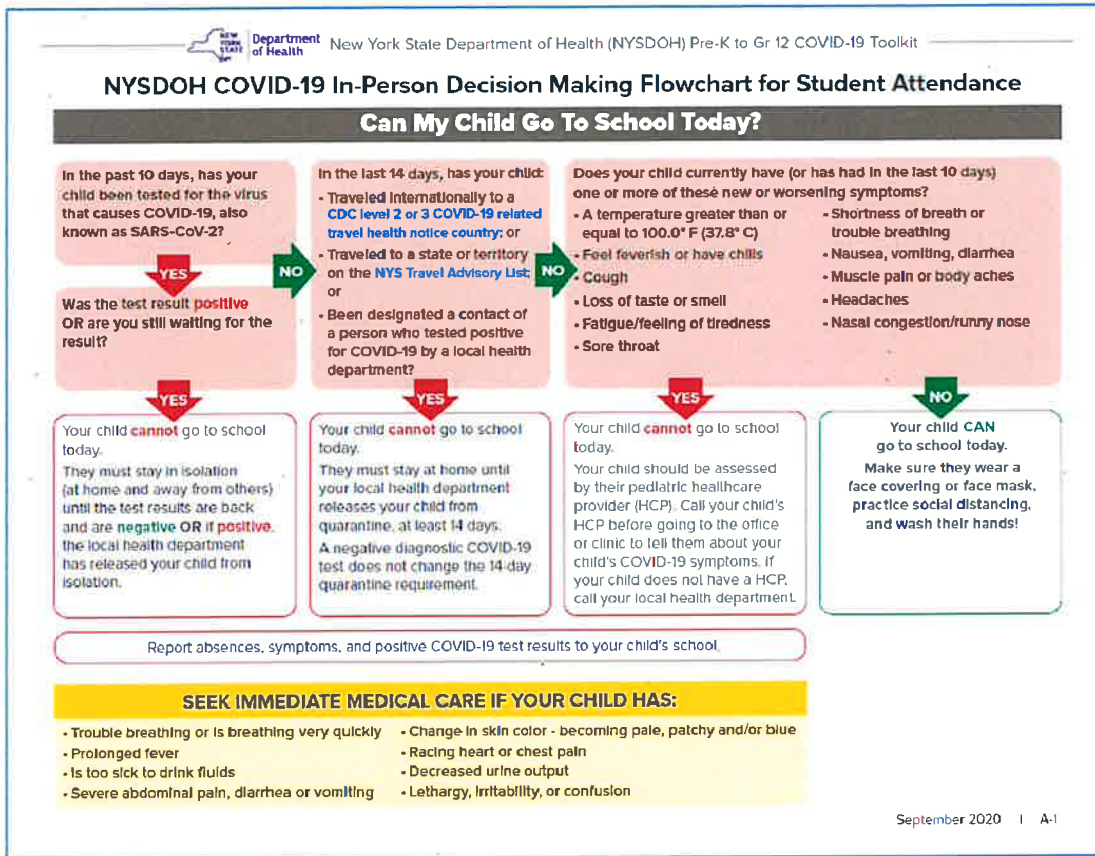 NEW YORK STATE
Department of Health
New York State Department of Health (NYSDOH) Pre-K to Gr 12 COVID-19 Toolkit
NYSDOH COVID-19 In-Person Decision Making Flowchart for Student Attendance
Can My Child Go To School Today?
In the past 10 days, has your
child been tested for the virus
that causes COVID-19, also
known as SARS-CoV-2?
YES
NO
Was the test result positive
OR are you still waiting for the
result?
YES
Your child cannot go to school
today.
They must stay in isolation
(at home and away from others)
until the test results are back
and are negative OR if positive,
the local health department
has released your child from
isolation.
In the last 14 days, has your child:
• Traveled internationally to a
CDC level 2 or 3 COVID-19 related
travel health notice country; or
• Traveled to a state or territory
on the NYS Travel Advisory List;
or
• Been designated a contact of
a person who tested positive
for COVID-19 by a local health
department?
NO
YES
Your child cannot go to school
today.
They must stay at home until
your local health department
releases your child from
quarantine, at least 14 days.
A negative diagnostic COVID-19
test does not change the 14-day
quarantine requirement.
Does your child currently have (or has had in the last 10 days)
one or more of these new or worsening symptoms?
• A temperature greater than or
equal to 100.0° F (37.8° C)
• Feel feverish or have chills
• Cough
• Loss of taste or smell
• Fatigue/feeling of tiredness
• Sore throat
• Shortness of breath or
trouble breathing
• Nausea, vomiting, diarrhea
• Muscle pain or body aches
• Headaches
• Nasal congestion/runny nose
YES
Your child cannot go to school
today.
Your child should be assessed
by their pediatric healthcare
provider (HCP). Call your child's
HCP before going to the office
or clinic to tell them about your
child's COVID-19 symptoms. If
your child does not have a HCP,
call your local health department.
NO
Your child CAN
go to school today.
Make sure they wear a
face covering or face mask,
practice social distancing,
and wash their hands!
Report absences, symptoms, and positive COVID-19 test results to your child's school.
SEEK IMMEDIATE MEDICAL CARE IF YOUR CHILD HAS:
• Trouble breathing or is breathing very quickly
• Prolonged fever
• Is too sick to drink fluids
• Severe abdominal pain, diarrhea or vomiting
• Change in skin color - becoming pale, patchy and/or blue
• Racing heart or chest pain
• Decreased urine output
• Lethargy, irritability, or confusion
September 2020 | A-1